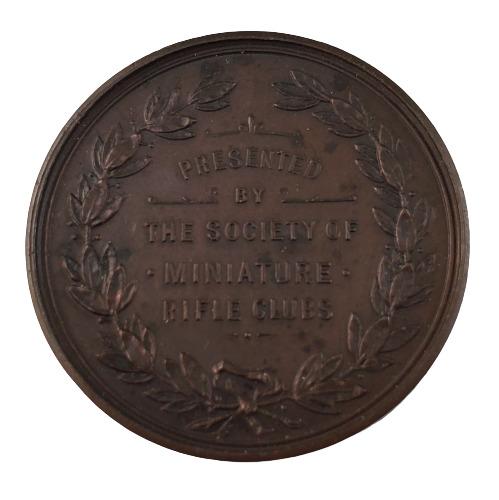 PRESENTED
BY
THE SOCIETY OF
· MINIATURE ·
RIFLE CLUBS